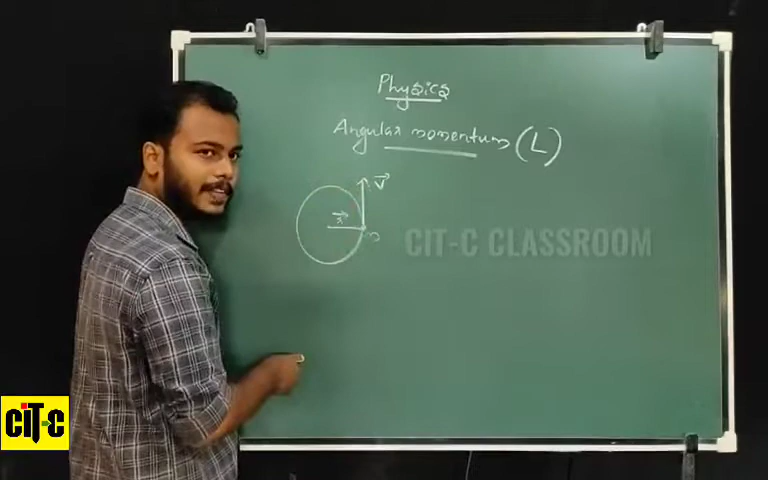 Physics
Angular momentum (L)
v
r
m
CIT-C CLASSROOM
CIT-C